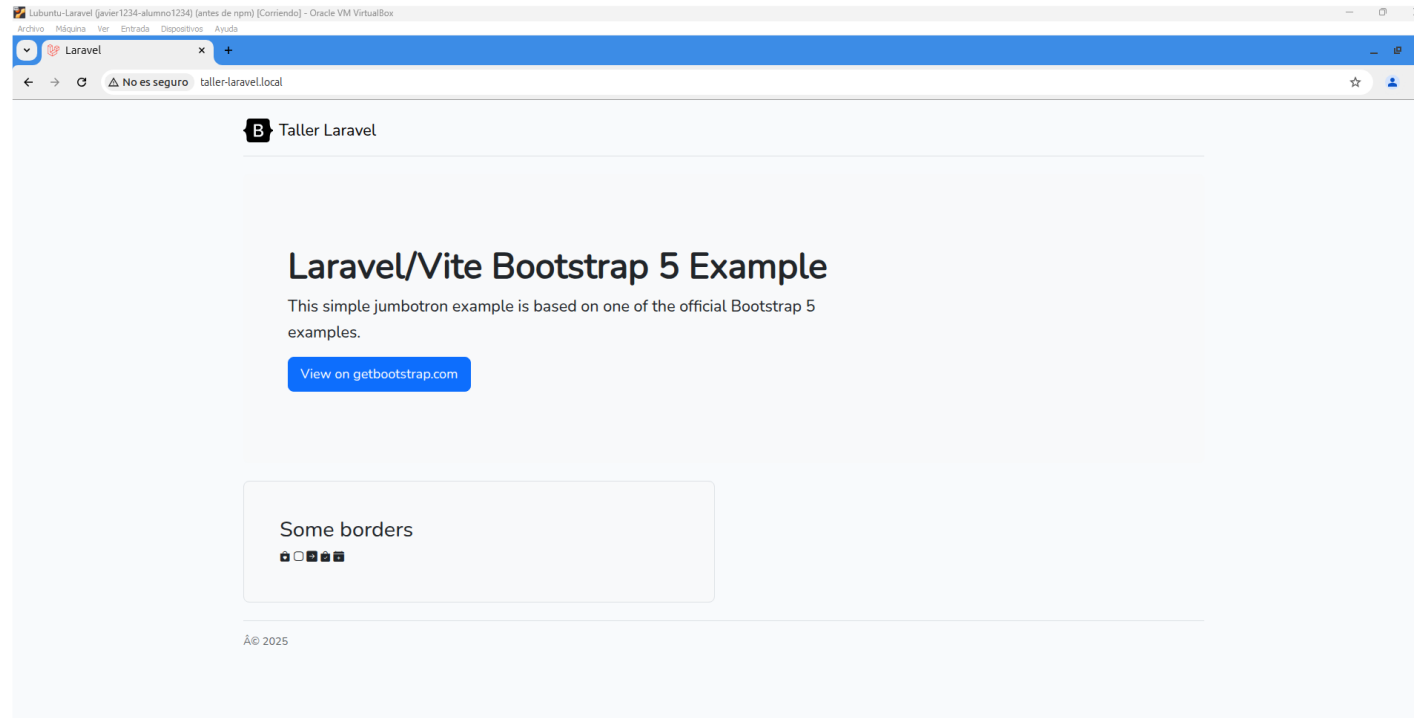 Lubuntu-Laravel (javier1234-alumno1234) (antes de npm) [Corriendo] - Oracle VM VirtualBox
Archivo Máquina Ver Entrada Dispositivos Ayuda
Laravel
No es seguro taller-laravel.local
B Taller Laravel
Laravel/Vite Bootstrap 5 Example
This simple jumbotron example is based on one of the official Bootstrap 5
examples.
View on getbootstrap.com
Some borders
Â© 2025